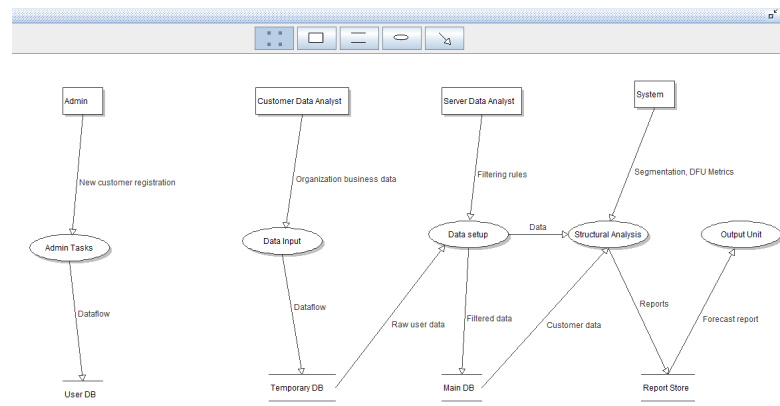 Admin
Customer Data Analyst
Server Data Analyst
System
New customer registration
Organization business data
Filtering rules
Segmentation, DFU Metrics
Admin Tasks
Data Input
Data setup
Data
Structural Analysis
Output Unit
Dataflow
Dataflow
Raw user data
Filtered data
Customer data
Reports
Forecast report
User DB
Temporary DB
Main DB
Report Store